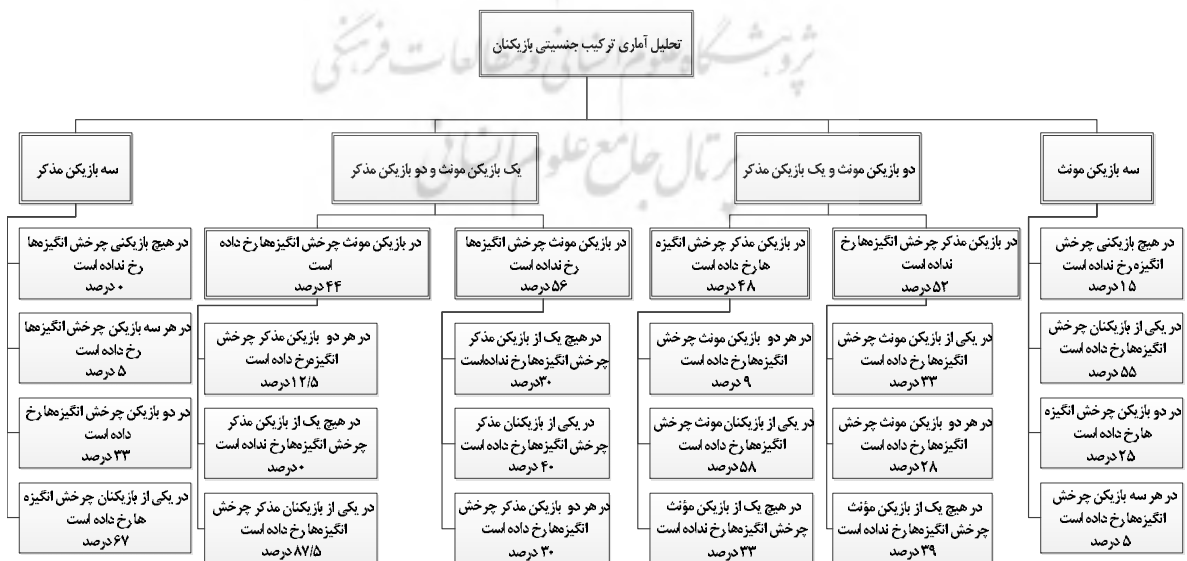 پژوهشگاه علوم انسانی و مطالعات فرهنگی
پرتال جامع علوم انسانی
تحلیل آماری ترکیب جنسیتی بازیکنان
سه بازیکن مونث
در هیچ بازیکنی چرخش
انگیزه رخ نداده است
۱۵ درصد
در یکی از بازیکنان چرخش
انگیزه‌ها رخ داده است
۵۵ درصد
در دو بازیکن چرخش انگیزه
ها رخ داده است
۲۵ درصد
در هر سه بازیکن چرخش
انگیزه‌ها رخ داده است
۵ درصد
دو بازیکن مونث و یک بازیکن مذکر
در بازیکن مذکر چرخش انگیزه‌ها رخ
نداده است
۵۲ درصد
در یکی از بازیکن مونث چرخش
انگیزه‌ها رخ داده است
۳۳ درصد
در هر دو بازیکن مونث چرخش
انگیزه‌ها رخ داده است
۲۸ درصد
در هیچ یک از بازیکن مؤنث
چرخش انگیزه‌ها رخ نداده است
۳۹ درصد
در بازیکن مذکر چرخش انگیزه
ها رخ داده است
۴۸ درصد
در هر دو بازیکن مونث چرخش
انگیزه‌ها رخ داده است
۹ درصد
در یکی از بازیکنان مونث چرخش
انگیزه‌ها رخ داده است
۵۸ درصد
در هیچ یک از بازیکن مؤنث
چرخش انگیزه‌ها رخ نداده است
۳۳ درصد
یک بازیکن مونث و دو بازیکن مذکر
در بازیکن مونث چرخش انگیزه‌ها
رخ نداده است
۵۶ درصد
در هیچ یک از بازیکن مذکر
چرخش انگیزه‌ها رخ نداده‌است
۳۰درصد
در یکی از بازیکنان مذکر
چرخش انگیزه‌ها رخ داده است
۴۰ درصد
در هر دو بازیکن مذکر چرخش
انگیزه‌ها رخ داده است
۳۰ درصد
در بازیکن مونث چرخش انگیزه‌ها رخ داده
است
۴۴ درصد
در هر دو بازیکن مذکر چرخش
انگیزه‌رخ داده است
۱۲/۵ درصد
در هیچ یک از بازیکن مذکر
چرخش انگیزه‌ها رخ نداده است
۰درصد
در یکی از بازیکنان مذکر چرخش
انگیزه‌ها رخ داده است
۸۷/۵ درصد
سه بازیکن مذکر
در هیچ بازیکنی چرخش انگیزه‌ها
رخ نداده است
۰ درصد
در هر سه بازیکن چرخش انگیزه‌ها
رخ داده است
۵ درصد
در دو بازیکن چرخش انگیزه‌ها رخ
داده است
۳۳ درصد
در یکی از بازیکنان چرخش انگیزه
ها رخ داده است
۶۷ درصد